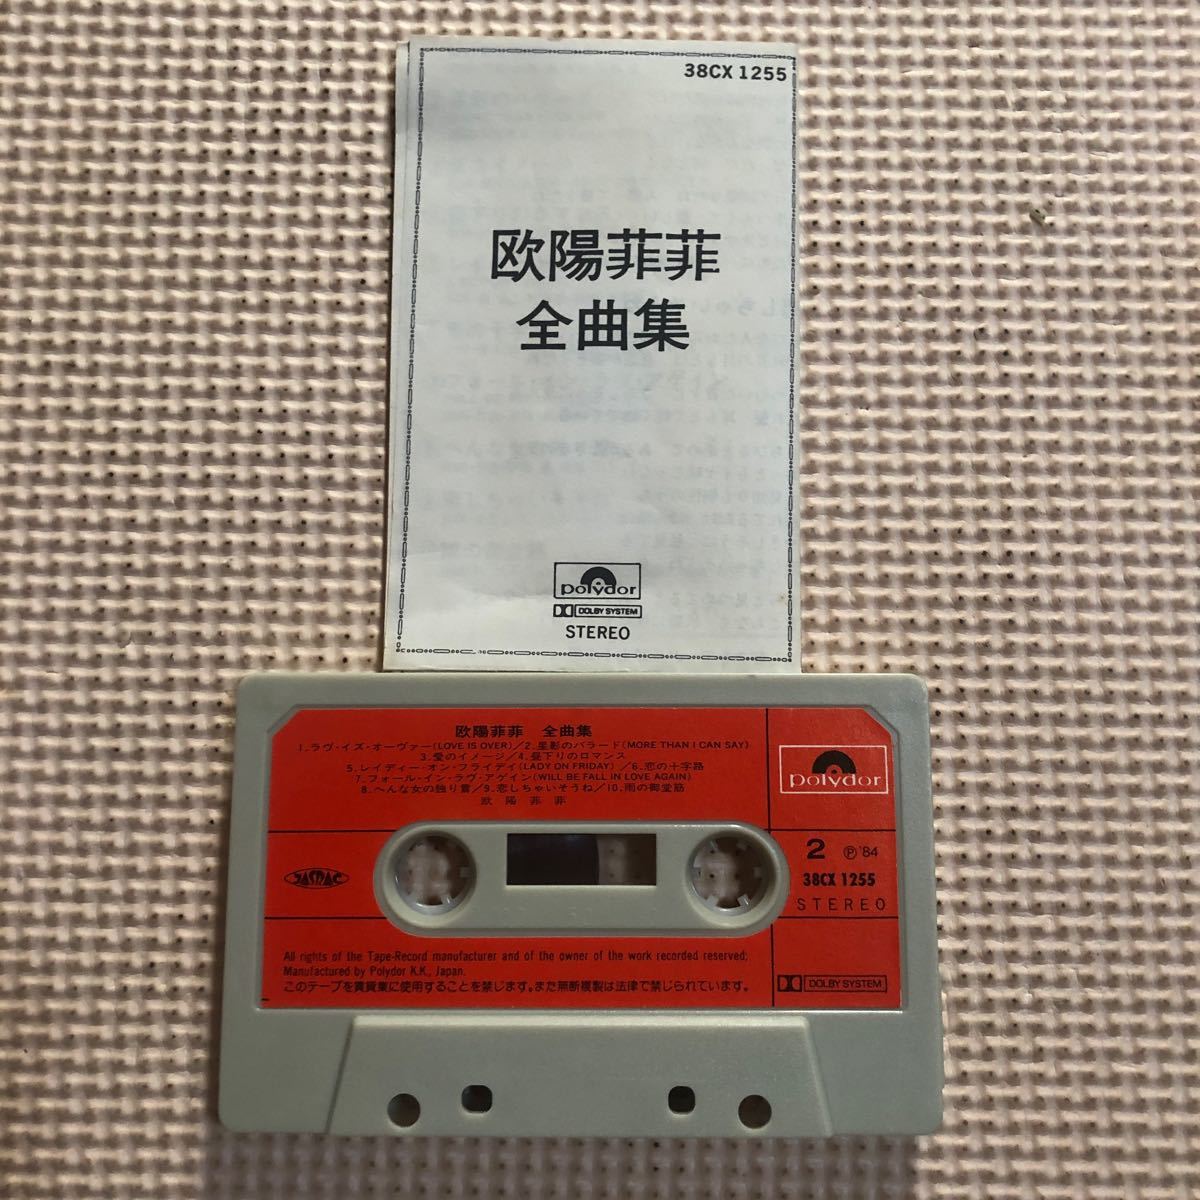 38CX 1255
欧陽菲菲
全曲集
polydor
DOLBY SYSTEM
STEREO
欧陽菲菲 全曲集
1.ラヴ・イズ・オーヴァー(LOVE IS OVER)/2.星影のバラード(MORE THAN I CAN SAY)
3.愛のイメージ/4.昼下りのロマンス
5.レイディー・オン・フライデイ(LADY ON FRIDAY)/6.恋の十字路
7.フォール・イン・ラヴ・アゲイン(WILL BE FALL IN LOVE AGAIN)
8.へんな女の独り言/9.恋しちゃいそうね/10.雨の御堂筋
欧陽菲菲
polydor
JASRAC
2 Ⓟ'84
38CX 1255
STEREO
All rights of the Tape-Record manufacturer and of the owner of the work recorded reserved;
Manufactured by Polydor K.K., Japan.
このテープを賃貸業に使用することを禁じます。また無断複製は法律で禁じられています。
DOLBY SYSTEM